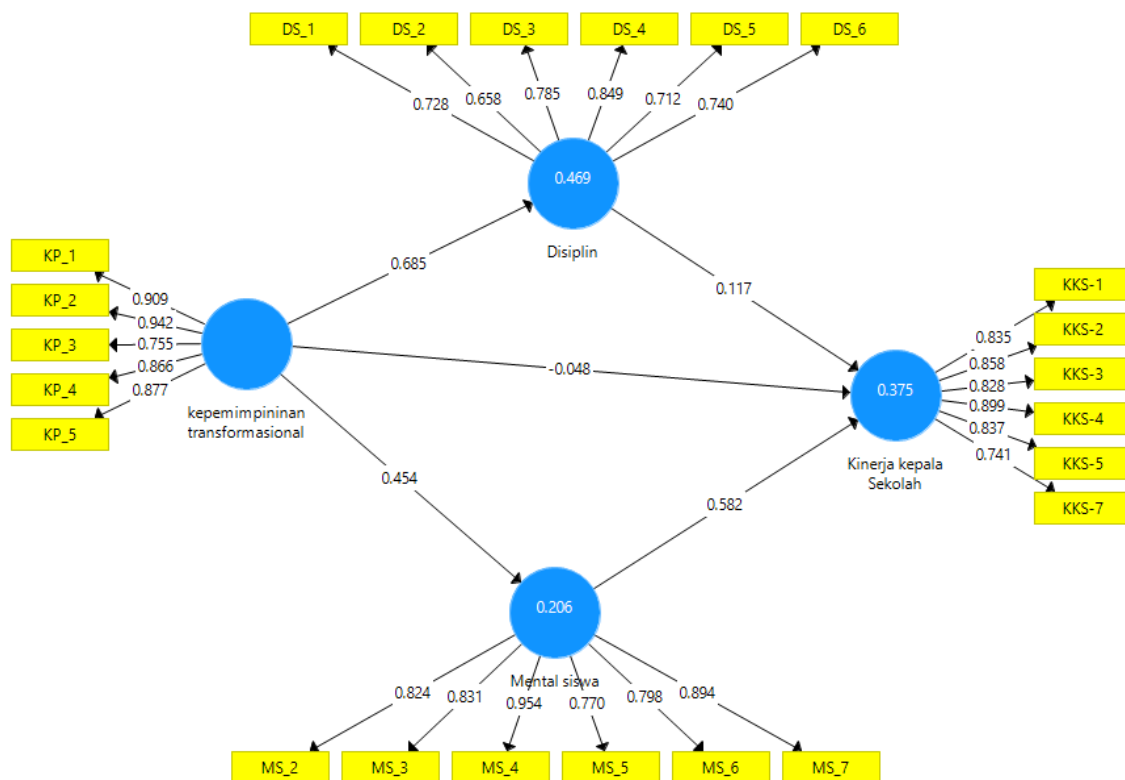 DS_1
DS_2
DS_3
DS_4
DS_5
DS_6
0.728
0.658
0.785
0.849
0.712
0.740
0.469
Disiplin
KP_1
KP_2
KP_3
KP_4
KP_5
0.909
0.942
0.755
0.866
0.877
kepemimpininan
transformasional
0.685
0.117
-0.048
0.454
0.582
0.375
Kinerja kepala
Sekolah
0.835
0.858
0.828
0.899
0.837
0.741
KKS-1
KKS-2
KKS-3
KKS-4
KKS-5
KKS-7
0.206
Mental siswa
0.824
0.831
0.954
0.770
0.798
0.894
MS_2
MS_3
MS_4
MS_5
MS_6
MS_7